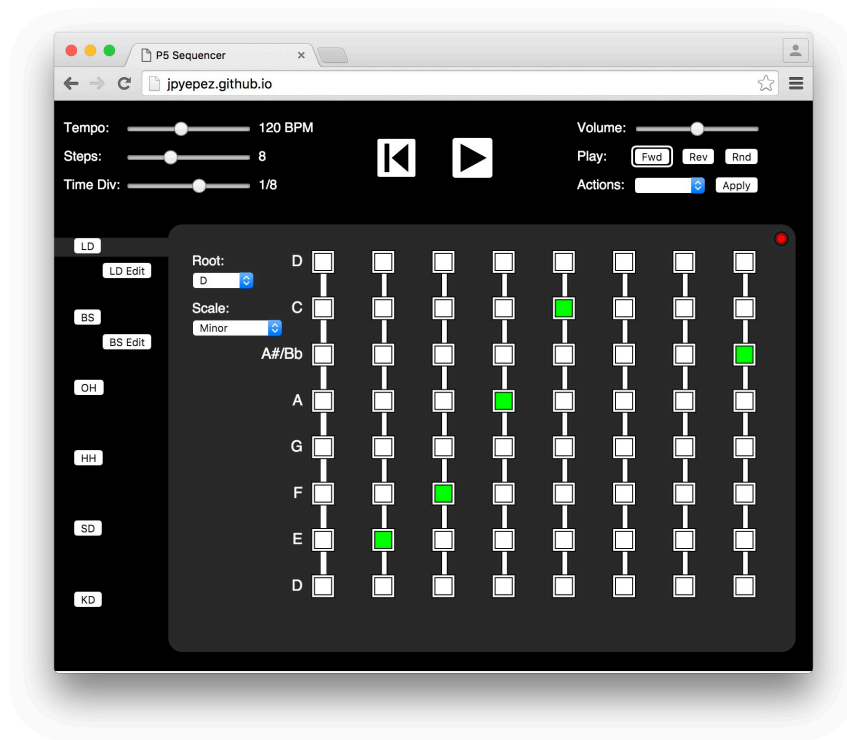 P5 Sequencer
jpyepez.github.io
Tempo: 120 BPM
Steps: 8
Time Div: 1/8
Volume:
Play: Fwd Rev Rnd
Actions: Apply
LD
LD Edit
BS
BS Edit
OH
HH
SD
KD
Root:
D
Scale:
Minor
D
C
A#/Bb
A
G
F
E
D